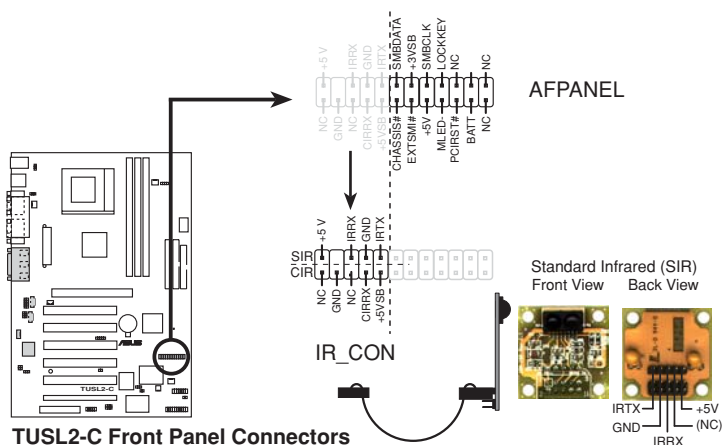 +5 V
IRRX
GND
IRTX
SMBDATA
+3VSB
SMBCLK
LOCKKEY
NC
NC
AFPANEL
NC
GND
NC
CIRRX
+5VSB
CHASSIS#
EXTSMI#
+5V
MLED-
PCIRST#
BATT
NC
+5 V
IRRX
GND
IRTX
SIR
CIR
NC
GND
NC
CIRRX
+5VSB
IR_CON
Standard Infrared (SIR)
Front View Back View
IRTX
GND
IRRX
+5V
(NC)
/SUS
TUSL2-C
TUSL2-C Front Panel Connectors